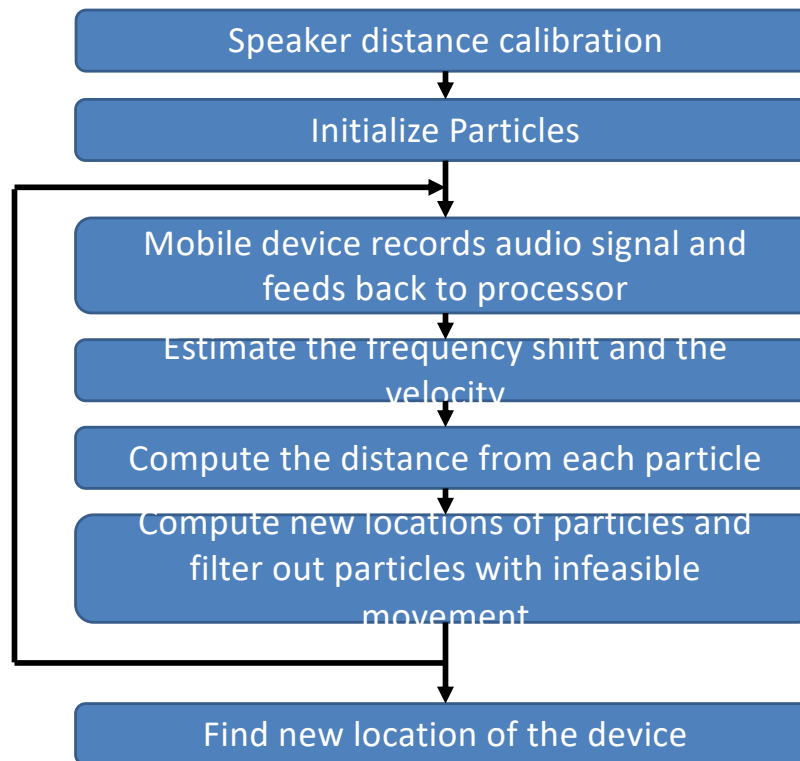 Speaker distance calibration
Initialize Particles
Mobile device records audio signal and
feeds back to processor
Estimate the frequency shift and the
velocity
Compute the distance from each particle
Compute new locations of particles and
filter out particles with infeasible
movement
Find new location of the device